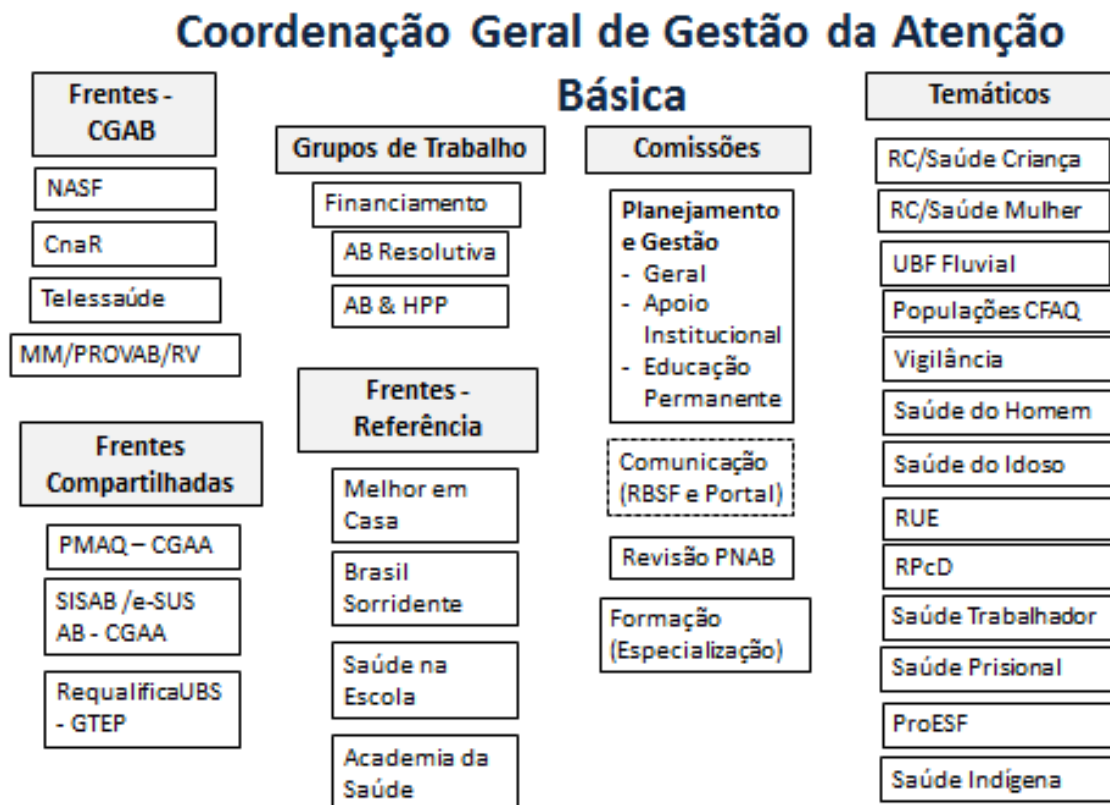 Coordenação Geral de Gestão da Atenção
Básica
Frentes -
CGAB
NASF
CnaR
Telessaúde
MM/PROVAB/RV
Frentes
Compartilhadas
PMAQ – CGAA
SISAB /e-SUS
AB - CGAA
RequalificaUBS
- GTEP
Grupos de Trabalho
Financiamento
AB Resolutiva
AB & HPP
Frentes -
Referência
Melhor em
Casa
Brasil
Sorridente
Saúde na
Escola
Academia da
Saúde
Comissões
Planejamento
e Gestão
- Geral
- Apoio
Institucional
- Educação
Permanente
Comunicação
(RBSF e Portal)
Revisão PNAB
Formação
(Especialização)
Temáticos
RC/Saúde Criança
RC/Saúde Mulher
UBF Fluvial
Populações CFAQ
Vigilância
Saúde do Homem
Saúde do Idoso
RUE
RPcD
Saúde Trabalhador
Saúde Prisional
ProESF
Saúde Indígena